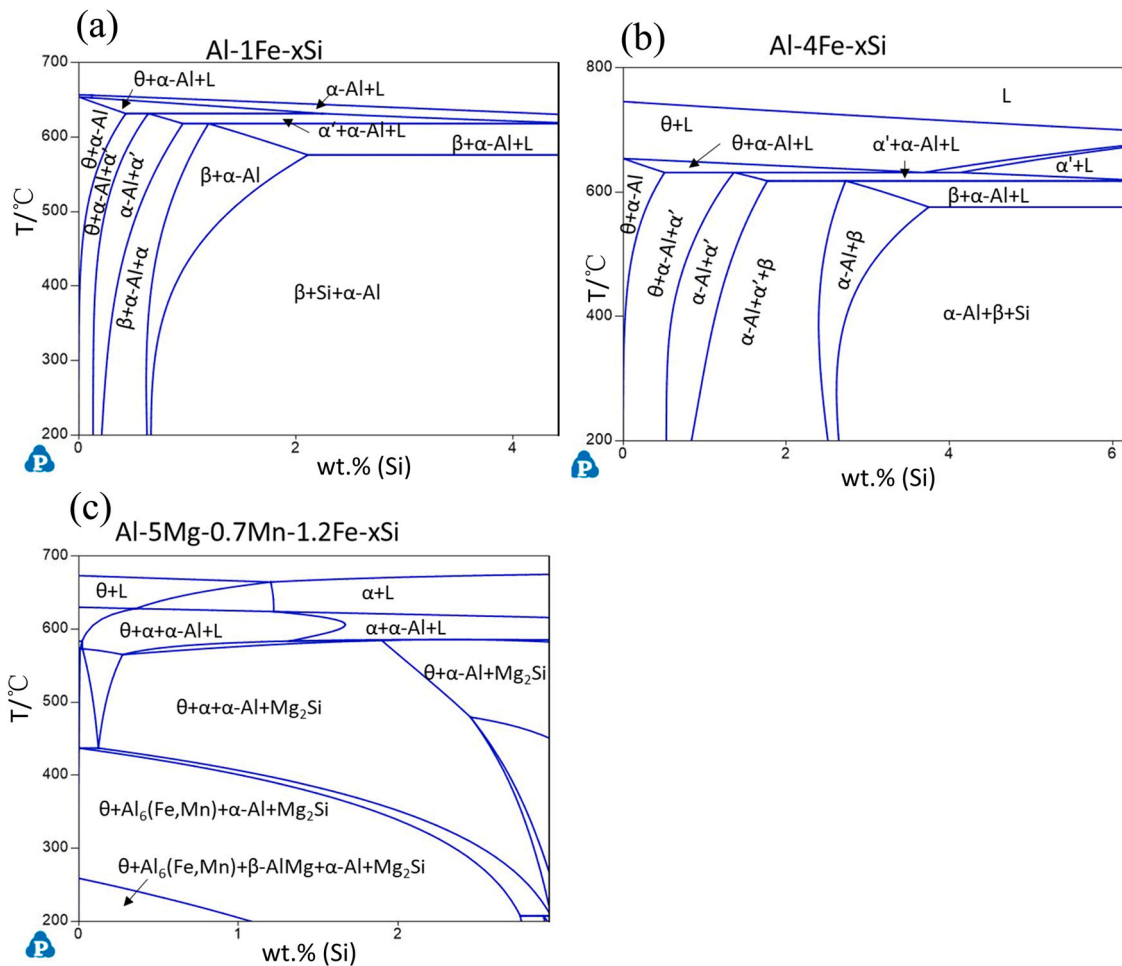 (a)
Al-1Fe-xSi
700
600
500
400
300
200
T/℃
θ+α-Al+L
α-Al+L
α'+α-Al+L
β+α-Al+L
θ+α-Al
θ+α-Al+α'
α-Al+α'
β+α-Al
β+α-Al+α
β+Si+α-Al
0
2
4
wt.% (Si)
P
(b)
Al-4Fe-xSi
800
600
400
200
T/℃
L
θ+L
θ+α-Al+L
α'+α-Al+L
α'+L
β+α-Al+L
θ+α-Al
θ+α-Al+α'
α-Al+α'
α-Al+α'+β
α-Al+β
α-Al+β+Si
0
2
4
6
wt.% (Si)
P
(c)
Al-5Mg-0.7Mn-1.2Fe-xSi
700
600
500
400
300
200
T/℃
θ+L
α+L
θ+α+α-Al+L
α+α-Al+L
θ+α-Al+Mg₂Si
θ+α+α-Al+Mg₂Si
θ+Al₆(Fe,Mn)+α-Al+Mg₂Si
θ+Al₆(Fe,Mn)+β-AlMg+α-Al+Mg₂Si
0
1
2
wt.% (Si)
P